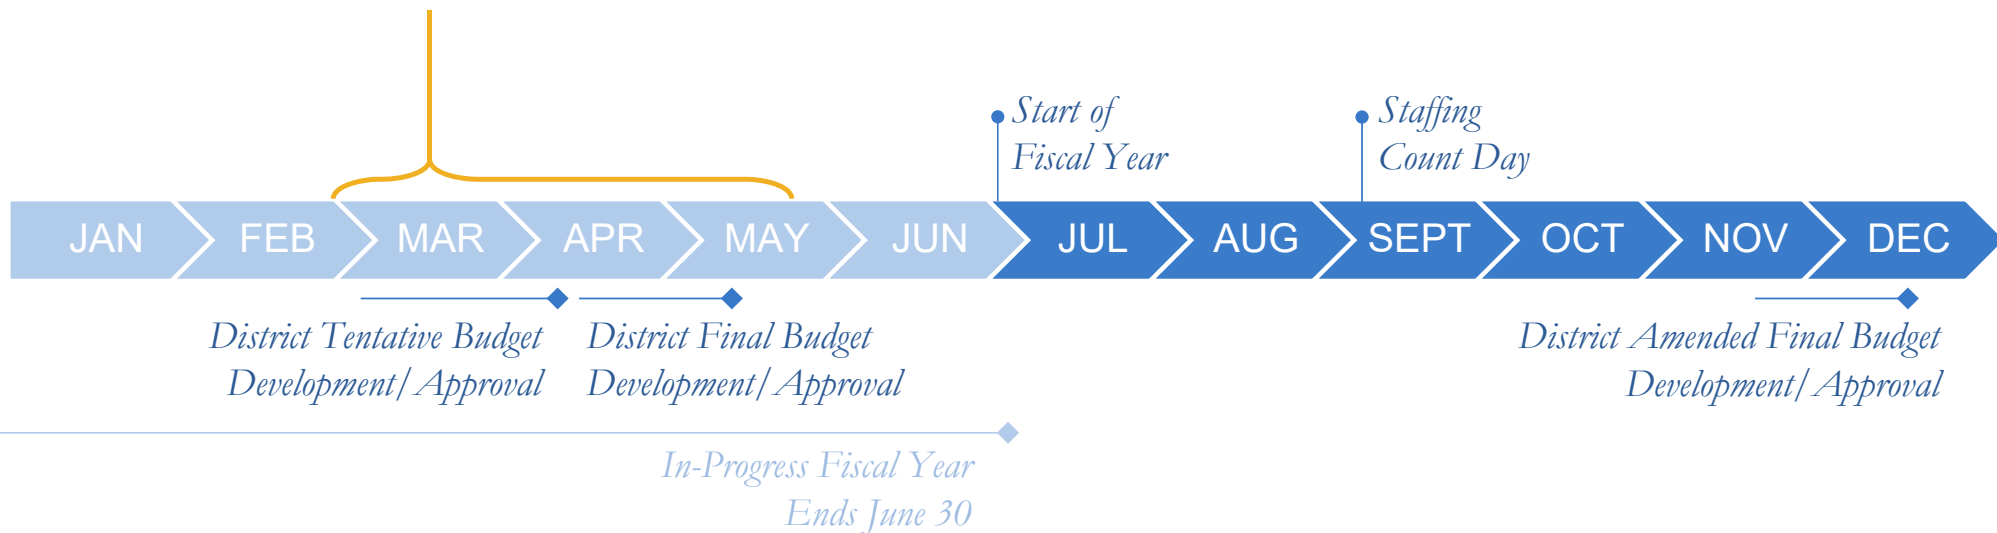 Start of
Fiscal Year
Staffing
Count Day
JAN
FEB
MAR
APR
MAY
JUN
JUL
AUG
SEPT
OCT
NOV
DEC
District Tentative Budget
Development/Approval
District Final Budget
Development/Approval
District Amended Final Budget
Development/Approval
In-Progress Fiscal Year
Ends June 30